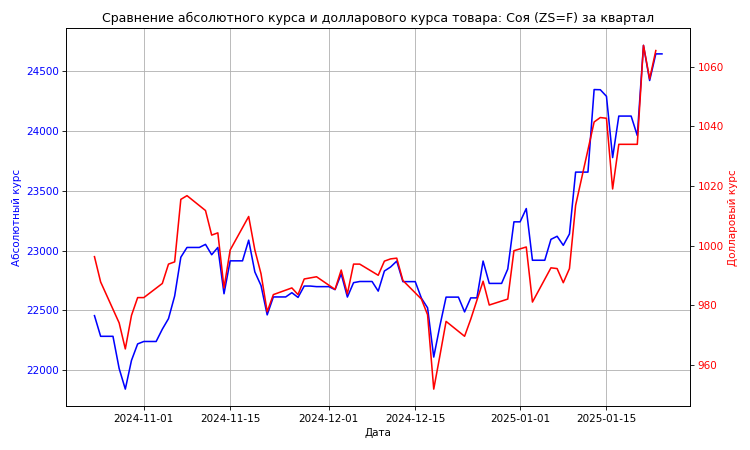 Сравнение абсолютного курса и долларового курса товара: Соя (ZS=F) за квартал
24500
24000
23500
23000
22500
22000
Абсолютный курс
1060
1040
1020
1000
980
960
Долларовый курс
2024-11-01 2024-11-15 2024-12-01 2024-12-15 2025-01-01 2025-01-15
Дата